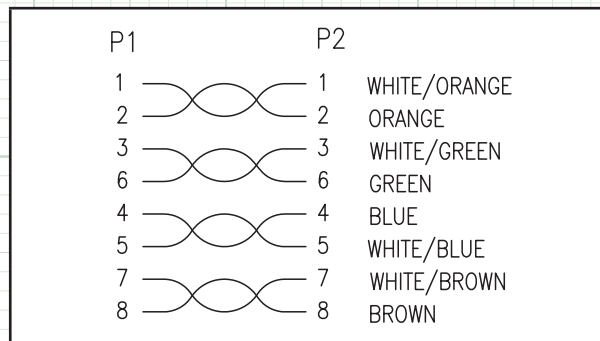 P1 P2
1 1 WHITE/ORANGE
2 2 ORANGE
3 3 WHITE/GREEN
6 6 GREEN
4 4 BLUE
5 5 WHITE/BLUE
7 7 WHITE/BROWN
8 8 BROWN